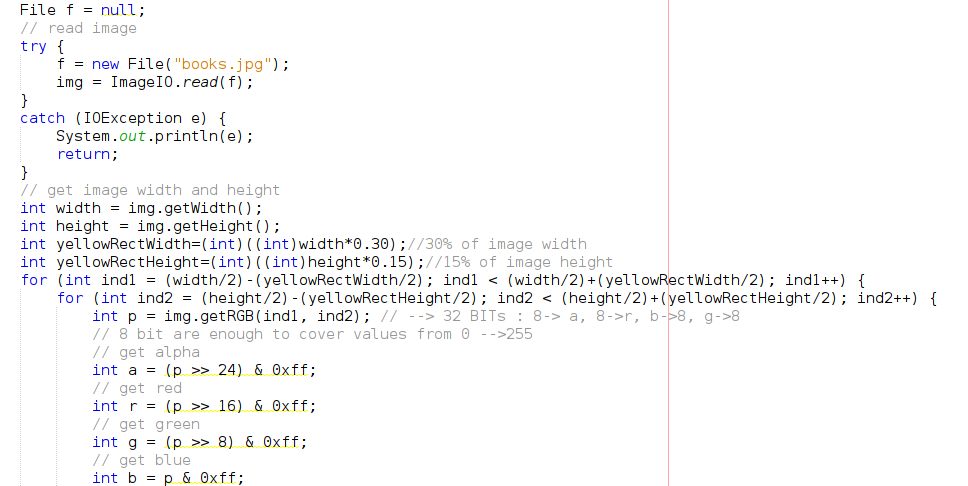 File f = null;
// read image
try {
    f = new File("books.jpg");
    img = ImageIO.read(f);
}
catch (IOException e) {
    System.out.println(e);
    return;
}
// get image width and height
int width = img.getWidth();
int height = img.getHeight();
int yellowRectWidth=(int)((int)width*0.30);//30% of image width
int yellowRectHeight=(int)((int)height*0.15);//15% of image height
for (int ind1 = (width/2)-(yellowRectWidth/2); ind1 < (width/2)+(yellowRectWidth/2); ind1++) {
    for (int ind2 = (height/2)-(yellowRectHeight/2); ind2 < (height/2)+(yellowRectHeight/2); ind2++) {
        int p = img.getRGB(ind1, ind2); // --> 32 BITs : 8-> a, 8->r, b->8, g->8
        // 8 bit are enough to cover values from 0 -->255
        // get alpha
        int a = (p >> 24) & 0xff;
        // get red
        int r = (p >> 16) & 0xff;
        // get green
        int g = (p >> 8) & 0xff;
        // get blue
        int b = p & 0xff;